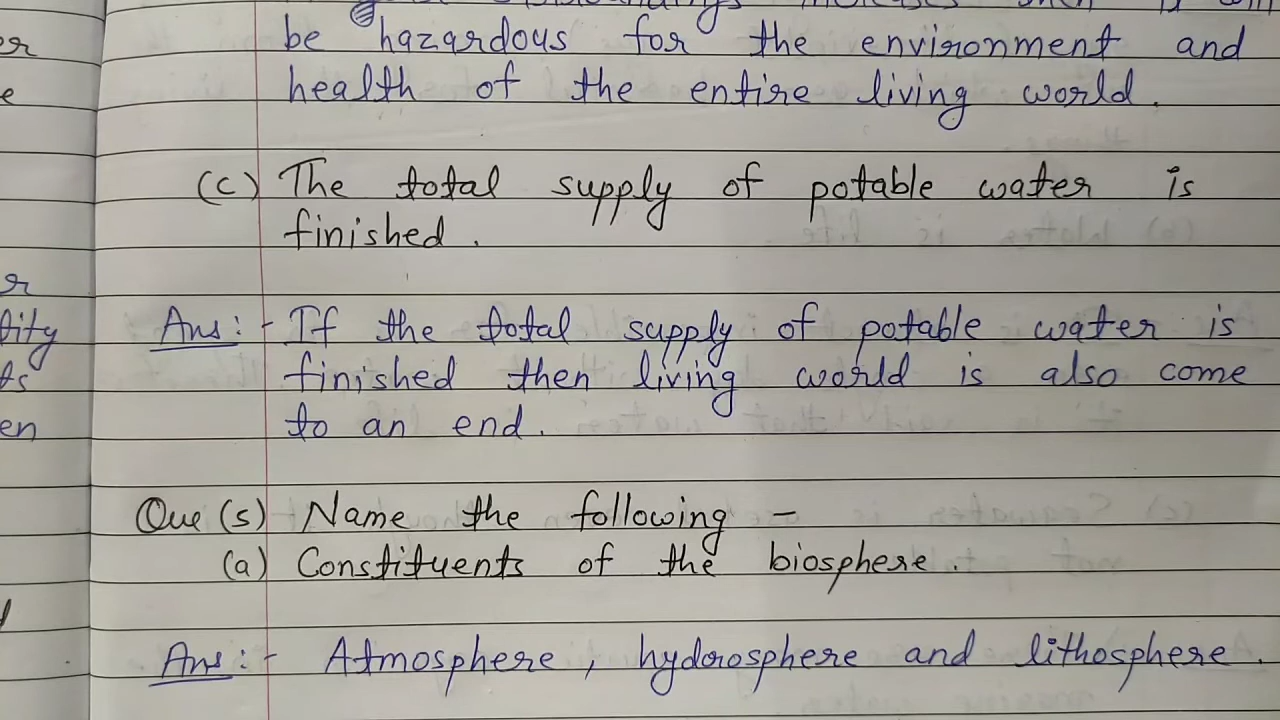 be hazardous for the environment and
health of the entire living world.
(c) The total supply of potable water is
finished.
Ans :- If the total supply of potable water is
finished then living world is also come
to an end.
Que (5) Name the following -
(a) Constituents of the biosphere.
Ans :- Atmosphere, hydrosphere and lithosphere.